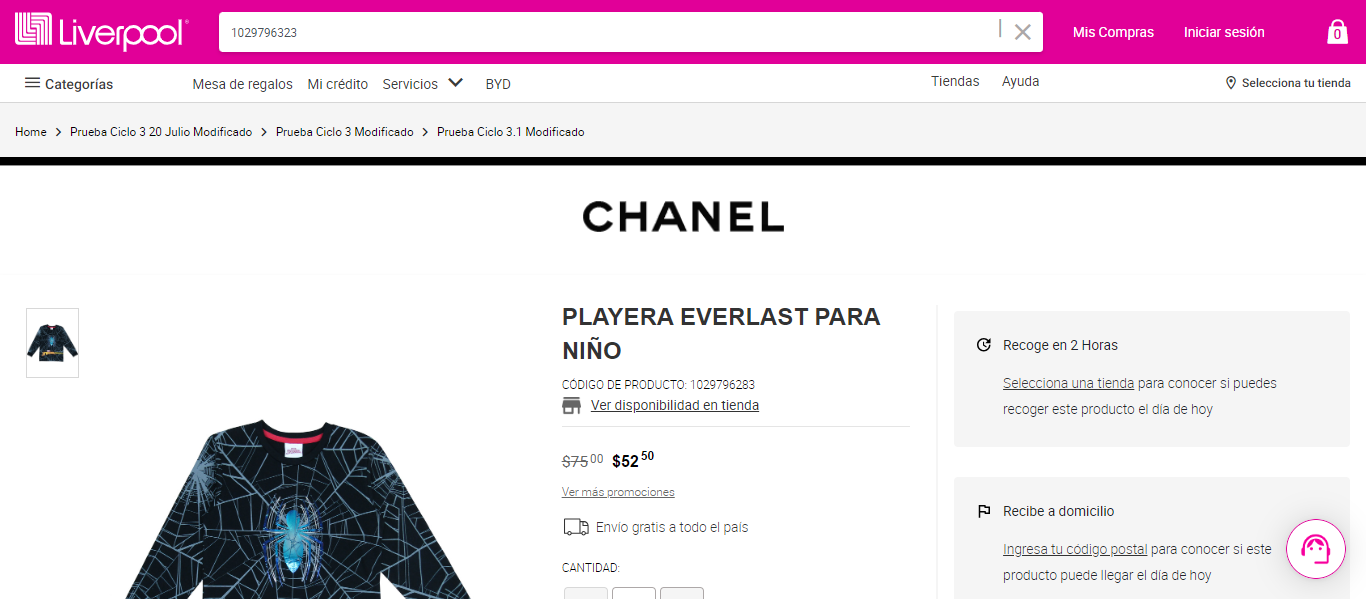 Liverpool
1029796323
Mis Compras
Iniciar sesión
0
Categorías
Mesa de regalos
Mi crédito
Servicios
BYD
Tiendas
Ayuda
Selecciona tu tienda
Home > Prueba Ciclo 3 20 Julio Modificado > Prueba Ciclo 3 Modificado > Prueba Ciclo 3.1 Modificado
CHANEL
PLAYERA EVERLAST PARA
NIÑO
CÓDIGO DE PRODUCTO: 1029796283
Ver disponibilidad en tienda
$75 00 $52 50
Ver más promociones
Envío gratis a todo el país
CANTIDAD:
Recoge en 2 Horas
Selecciona una tienda para conocer si puedes
recoger este producto el día de hoy
Recibe a domicilio
Ingresa tu código postal para conocer si este
producto puede llegar el día de hoy